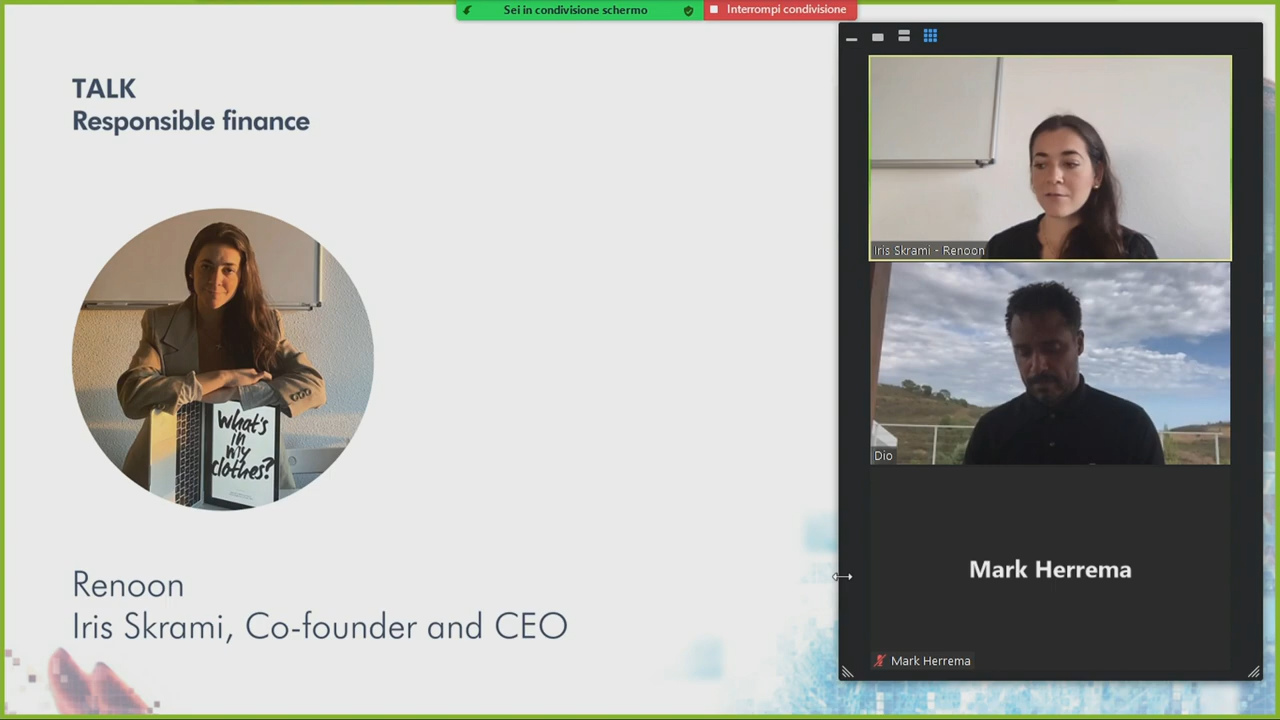 Sei in condivisione schermo
Interrompi condivisione
TALK
Responsible finance
what's
in
my
clothes?
Renoon
Iris Skrami, Co-founder and CEO
Iris Skrami - Renoon
Dio
Mark Herrema
Mark Herrema